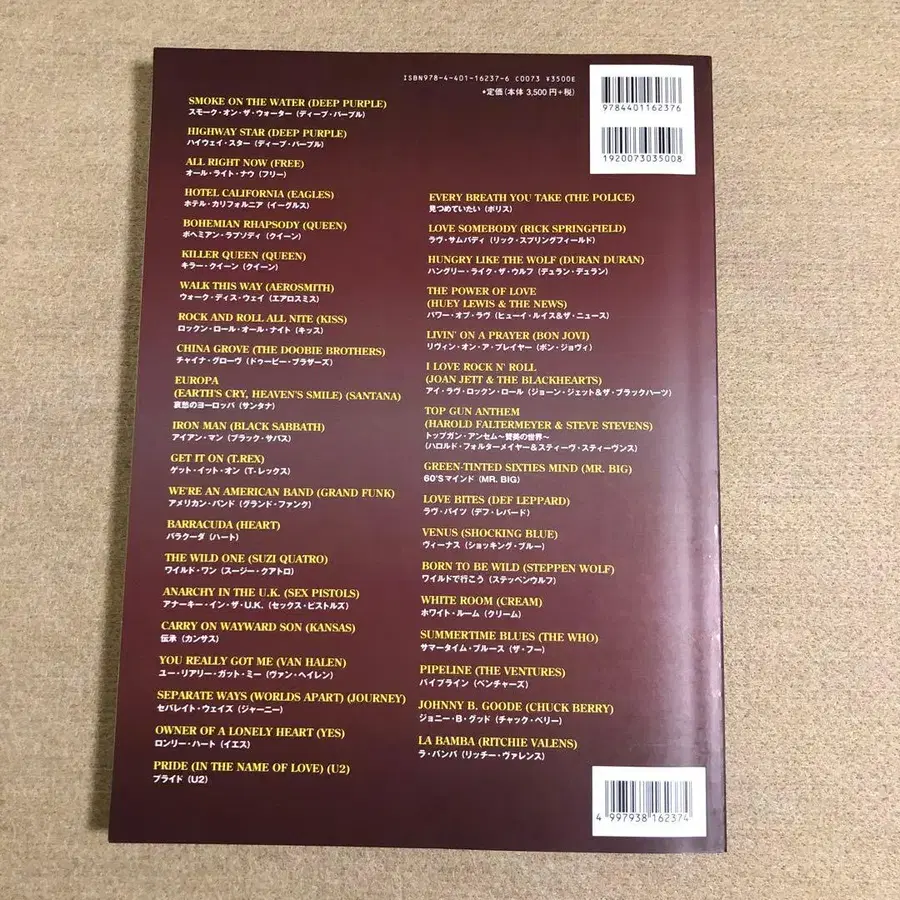 ISBN978-4-401-16237-6 C0073 ¥3500E
★定価(本体 3,500円+税)
9784401162376
1920073035008
SMOKE ON THE WATER (DEEP PURPLE)
スモーク・オン・ザ・ウォーター (ディープ・パープル)
HIGHWAY STAR (DEEP PURPLE)
ハイウェイ・スター (ディープ・パープル)
ALL RIGHT NOW (FREE)
オール・ライト・ナウ (フリー)
HOTEL CALIFORNIA (EAGLES)
ホテル・カリフォルニア (イーグルス)
BOHEMIAN RHAPSODY (QUEEN)
ボヘミアン・ラプソディ (クイーン)
KILLER QUEEN (QUEEN)
キラー・クイーン (クイーン)
WALK THIS WAY (AEROSMITH)
ウォーク・ディス・ウェイ (エアロスミス)
ROCK AND ROLL ALL NITE (KISS)
ロックン・ロール・オール・ナイト (キッス)
CHINA GROVE (THE DOOBIE BROTHERS)
チャイナ・グローヴ (ドゥービー・ブラザーズ)
EUROPA
(EARTH'S CRY, HEAVEN'S SMILE) (SANTANA)
哀愁のヨーロッパ (サンタナ)
IRON MAN (BLACK SABBATH)
アイアン・マン (ブラック・サバス)
GET IT ON (T.REX)
ゲット・イット・オン (T.レックス)
WE'RE AN AMERICAN BAND (GRAND FUNK)
アメリカン・バンド (グランド・ファンク)
BARRACUDA (HEART)
バラクーダ (ハート)
THE WILD ONE (SUZI QUATRO)
ワイルド・ワン (スージー・クアトロ)
ANARCHY IN THE U.K. (SEX PISTOLS)
アナーキー・イン・ザ・U.K. (セックス・ピストルズ)
CARRY ON WAYWARD SON (KANSAS)
伝承 (カンサス)
YOU REALLY GOT ME (VAN HALEN)
ユー・リアリー・ガット・ミー (ヴァン・ヘイレン)
SEPARATE WAYS (WORLDS APART) (JOURNEY)
セパレイト・ウェイズ (ジャーニー)
OWNER OF A LONELY HEART (YES)
ロンリー・ハート (イエス)
PRIDE (IN THE NAME OF LOVE) (U2)
プライド (U2)
EVERY BREATH YOU TAKE (THE POLICE)
見つめていたい (ポリス)
LOVE SOMEBODY (RICK SPRINGFIELD)
ラヴ・サムバディ (リック・スプリングフィールド)
HUNGRY LIKE THE WOLF (DURAN DURAN)
ハングリー・ライク・ザ・ウルフ (デュラン・デュラン)
THE POWER OF LOVE
(HUEY LEWIS & THE NEWS)
パワー・オブ・ラヴ (ヒューイ・ルイス&ザ・ニュース)
LIVIN' ON A PRAYER (BON JOVI)
リヴィン・オン・ア・プレイヤー (ボン・ジョヴィ)
I LOVE ROCK N' ROLL
(JOAN JETT & THE BLACKHEARTS)
アイ・ラヴ・ロックン・ロール (ジョーン・ジェット&ザ・ブラックハーツ)
TOP GUN ANTHEM
(HAROLD FALTERMEYER & STEVE STEVENS)
トップガン・アンセム〜賛美の世界〜
(ハロルド・フォルターメイヤー&スティーヴ・スティーヴンス)
GREEN-TINTED SIXTIES MIND (MR. BIG)
60'Sマインド (MR. BIG)
LOVE BITES (DEF LEPPARD)
ラヴ・バイツ (デフ・レパード)
VENUS (SHOCKING BLUE)
ヴィーナス (ショッキング・ブルー)
BORN TO BE WILD (STEPPEN WOLF)
ワイルドで行こう (ステッペンウルフ)
WHITE ROOM (CREAM)
ホワイト・ルーム (クリーム)
SUMMERTIME BLUES (THE WHO)
サマータイム・ブルース (ザ・フー)
PIPELINE (THE VENTURES)
パイプライン (ベンチャーズ)
JOHNNY B. GOODE (CHUCK BERRY)
ジョニー・B・グッド (チャック・ベリー)
LA BAMBA (RITCHIE VALENS)
ラ・バンバ (リッチー・ヴァレンス)
4 997938 162374